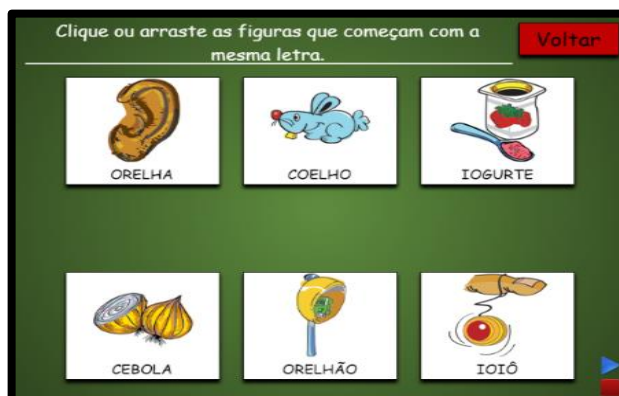 Clique ou arraste as figuras que começam com a
mesma letra.
Voltar
ORELHA
COELHO
IOGURTE
CEBOLA
ORELHÃO
IOIÔ